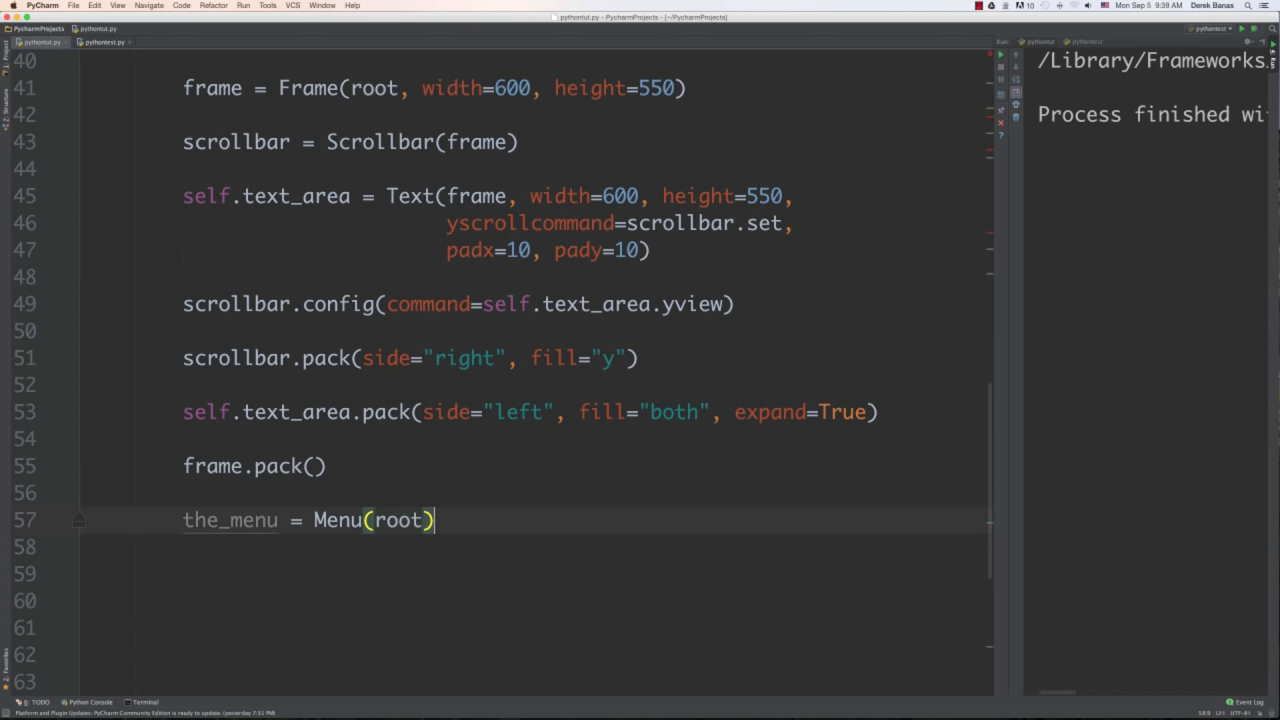 PyCharm File Edit View Navigate Code Refactor Run Tools VCS Window Help
10 Mon Sep 5 9:39 AM Derek Banas
pythontut.py - PycharmProjects - [~/PycharmProjects]
PycharmProjects pythontut.py
pythontest
pythontut.py pythontest.py
Run: pythontut pythontest
1: Project
Z: Structure
2: Favorites
4: Run
40
41 frame = Frame(root, width=600, height=550)
42
43 scrollbar = Scrollbar(frame)
44
45 self.text_area = Text(frame, width=600, height=550,
46 yscrollcommand=scrollbar.set,
47 padx=10, pady=10)
48
49 scrollbar.config(command=self.text_area.yview)
50
51 scrollbar.pack(side="right", fill="y")
52
53 self.text_area.pack(side="left", fill="both", expand=True)
54
55 frame.pack()
56
57 the_menu = Menu(root)
58
59
60
61
62
63
/Library/Frameworks
Process finished wi
6: TODO Python Console Terminal
Event Log
Platform and Plugin Updates: PyCharm Community Edition is ready to update. (yesterday 7:51 PM)
58:9 LF÷ UTF-8÷